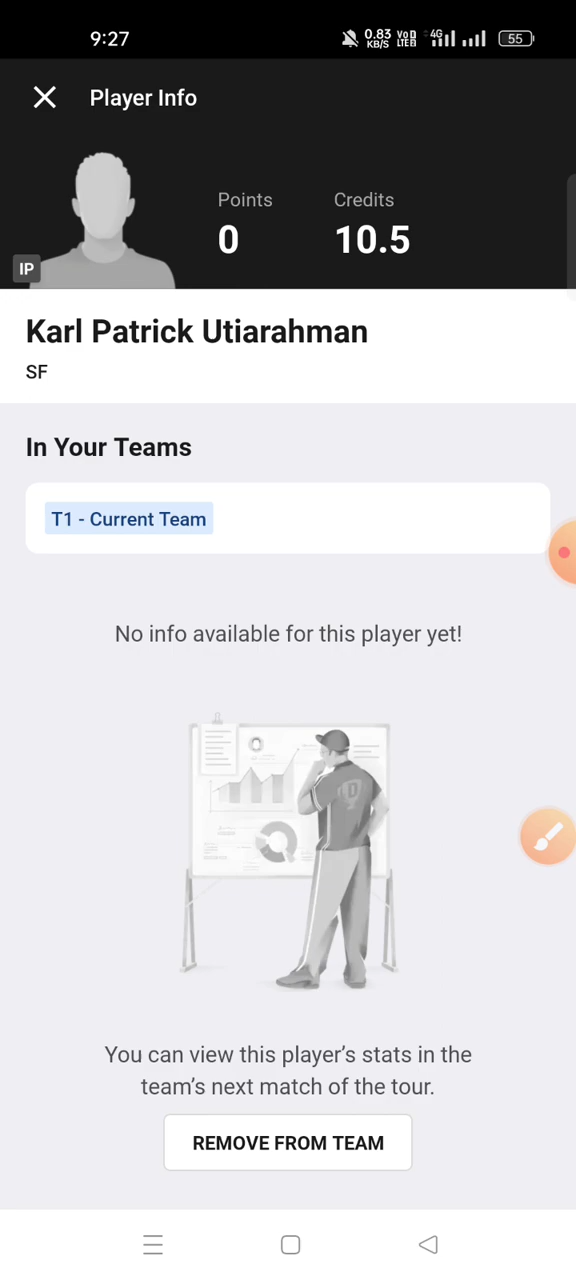 9:27
0.83
KB/S
VoD
LTE
4G
55
Player Info
Points
Credits
0
10.5
IP
Karl Patrick Utiarahman
SF
In Your Teams
T1 - Current Team
No info available for this player yet!
You can view this player’s stats in the
team’s next match of the tour.
REMOVE FROM TEAM